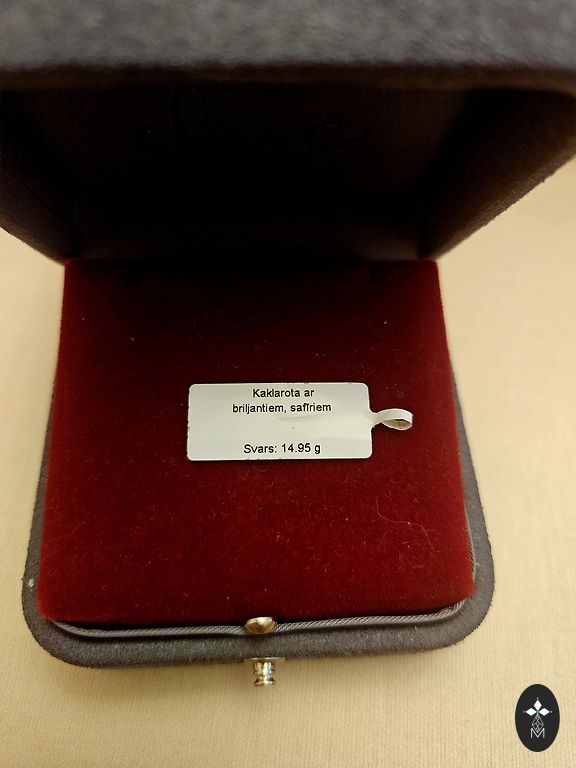 Kaklarota ar
briljantiem, safīriem
Svars: 14.95 g
M